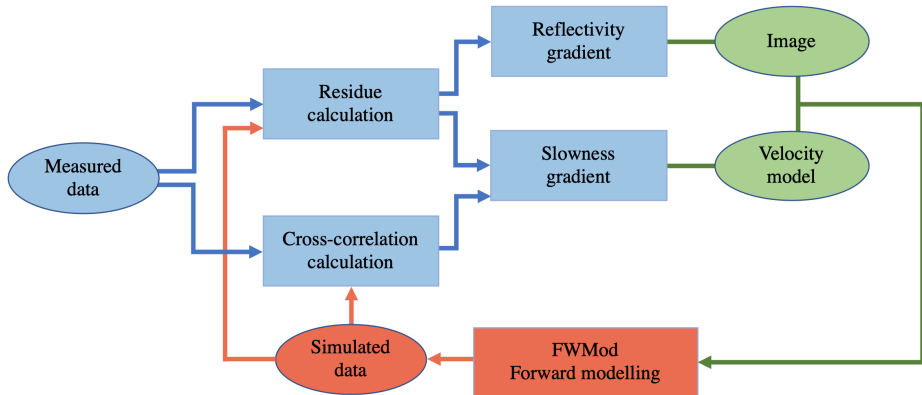 Reflectivity
gradient
Image
Residue
calculation
Measured
data
Slowness
gradient
Velocity
model
Cross-correlation
calculation
Simulated
data
FWMod
Forward modelling